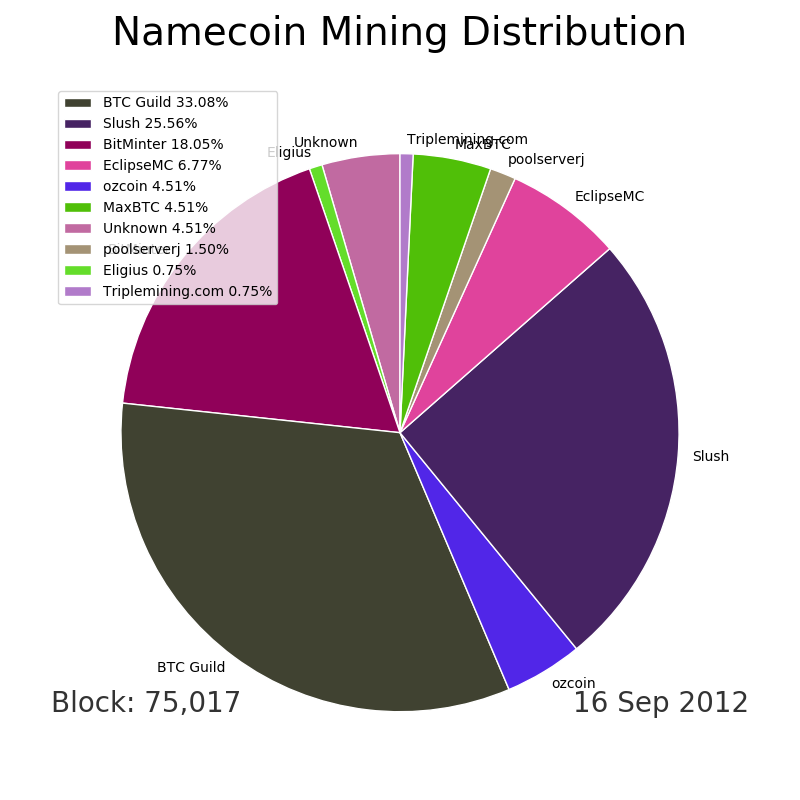 Namecoin Mining Distribution
BTC Guild 33.08%
Slush 25.56%
BitMinter 18.05%
EclipseMC 6.77%
ozcoin 4.51%
MaxBTC 4.51%
Unknown 4.51%
poolserverj 1.50%
Eligius 0.75%
Triplemining.com 0.75%
Triplemining.com
MaxBTC
poolserverj
EclipseMC
Slush
ozcoin
BTC Guild
Eligius
Unknown
Block: 75,017
16 Sep 2012